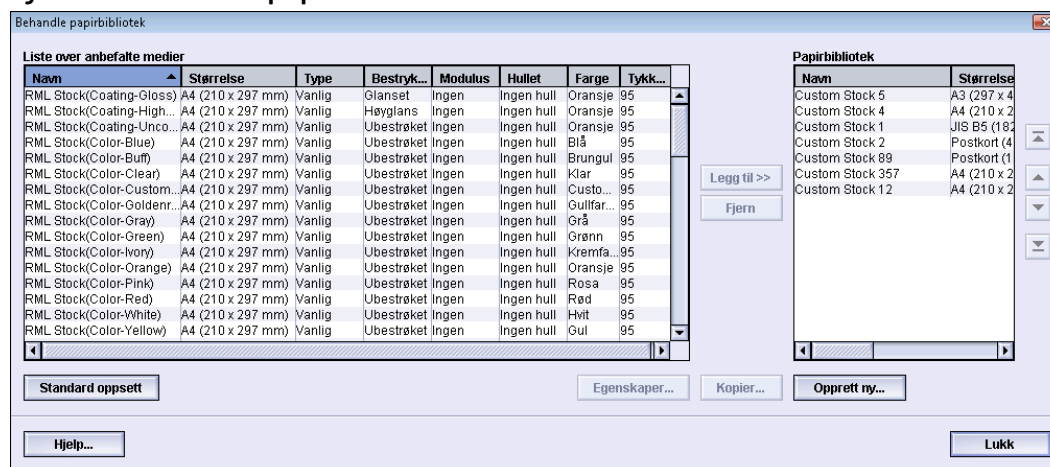 Behandle papirbibliotek
Liste over anbefalte medier
Navn Størrelse Type Bestryk... Modulus Hullet Farge Tykk...
RML Stock(Coating-Gloss) A4 (210 x 297 mm) Vanlig Glanset Ingen Ingen hull Oransje 95
RML Stock(Coating-High... A4 (210 x 297 mm) Vanlig Høyglans Ingen Ingen hull Oransje 95
RML Stock(Coating-Unco... A4 (210 x 297 mm) Vanlig Ubestrøket Ingen Ingen hull Oransje 95
RML Stock(Color-Blue) A4 (210 x 297 mm) Vanlig Ubestrøket Ingen Ingen hull Blå 95
RML Stock(Color-Buff) A4 (210 x 297 mm) Vanlig Ubestrøket Ingen Ingen hull Brungul 95
RML Stock(Color-Clear) A4 (210 x 297 mm) Vanlig Ubestrøket Ingen Ingen hull Klar 95
RML Stock(Color-Custom... A4 (210 x 297 mm) Vanlig Ubestrøket Ingen Ingen hull Custo... 95
RML Stock(Color-Goldenr... A4 (210 x 297 mm) Vanlig Ubestrøket Ingen Ingen hull Gullfar... 95
RML Stock(Color-Gray) A4 (210 x 297 mm) Vanlig Ubestrøket Ingen Ingen hull Grå 95
RML Stock(Color-Green) A4 (210 x 297 mm) Vanlig Ubestrøket Ingen Ingen hull Grønn 95
RML Stock(Color-Ivory) A4 (210 x 297 mm) Vanlig Ubestrøket Ingen Ingen hull Kremfa... 95
RML Stock(Color-Orange) A4 (210 x 297 mm) Vanlig Ubestrøket Ingen Ingen hull Oransje 95
RML Stock(Color-Pink) A4 (210 x 297 mm) Vanlig Ubestrøket Ingen Ingen hull Rosa 95
RML Stock(Color-Red) A4 (210 x 297 mm) Vanlig Ubestrøket Ingen Ingen hull Rød 95
RML Stock(Color-White) A4 (210 x 297 mm) Vanlig Ubestrøket Ingen Ingen hull Hvit 95
RML Stock(Color-Yellow) A4 (210 x 297 mm) Vanlig Ubestrøket Ingen Ingen hull Gul 95
Legg til >>
Fjern
Papirbibliotek
Navn Størrelse
Custom Stock 5 A3 (297 x 4
Custom Stock 4 A4 (210 x 2
Custom Stock 1 JIS B5 (182
Custom Stock 2 Postkort (4
Custom Stock 89 Postkort (1
Custom Stock 357 A4 (210 x 2
Custom Stock 12 A4 (210 x 2
Standard oppsett Egenskaper... Kopier... Opprett ny...
Hjelp... Lukk